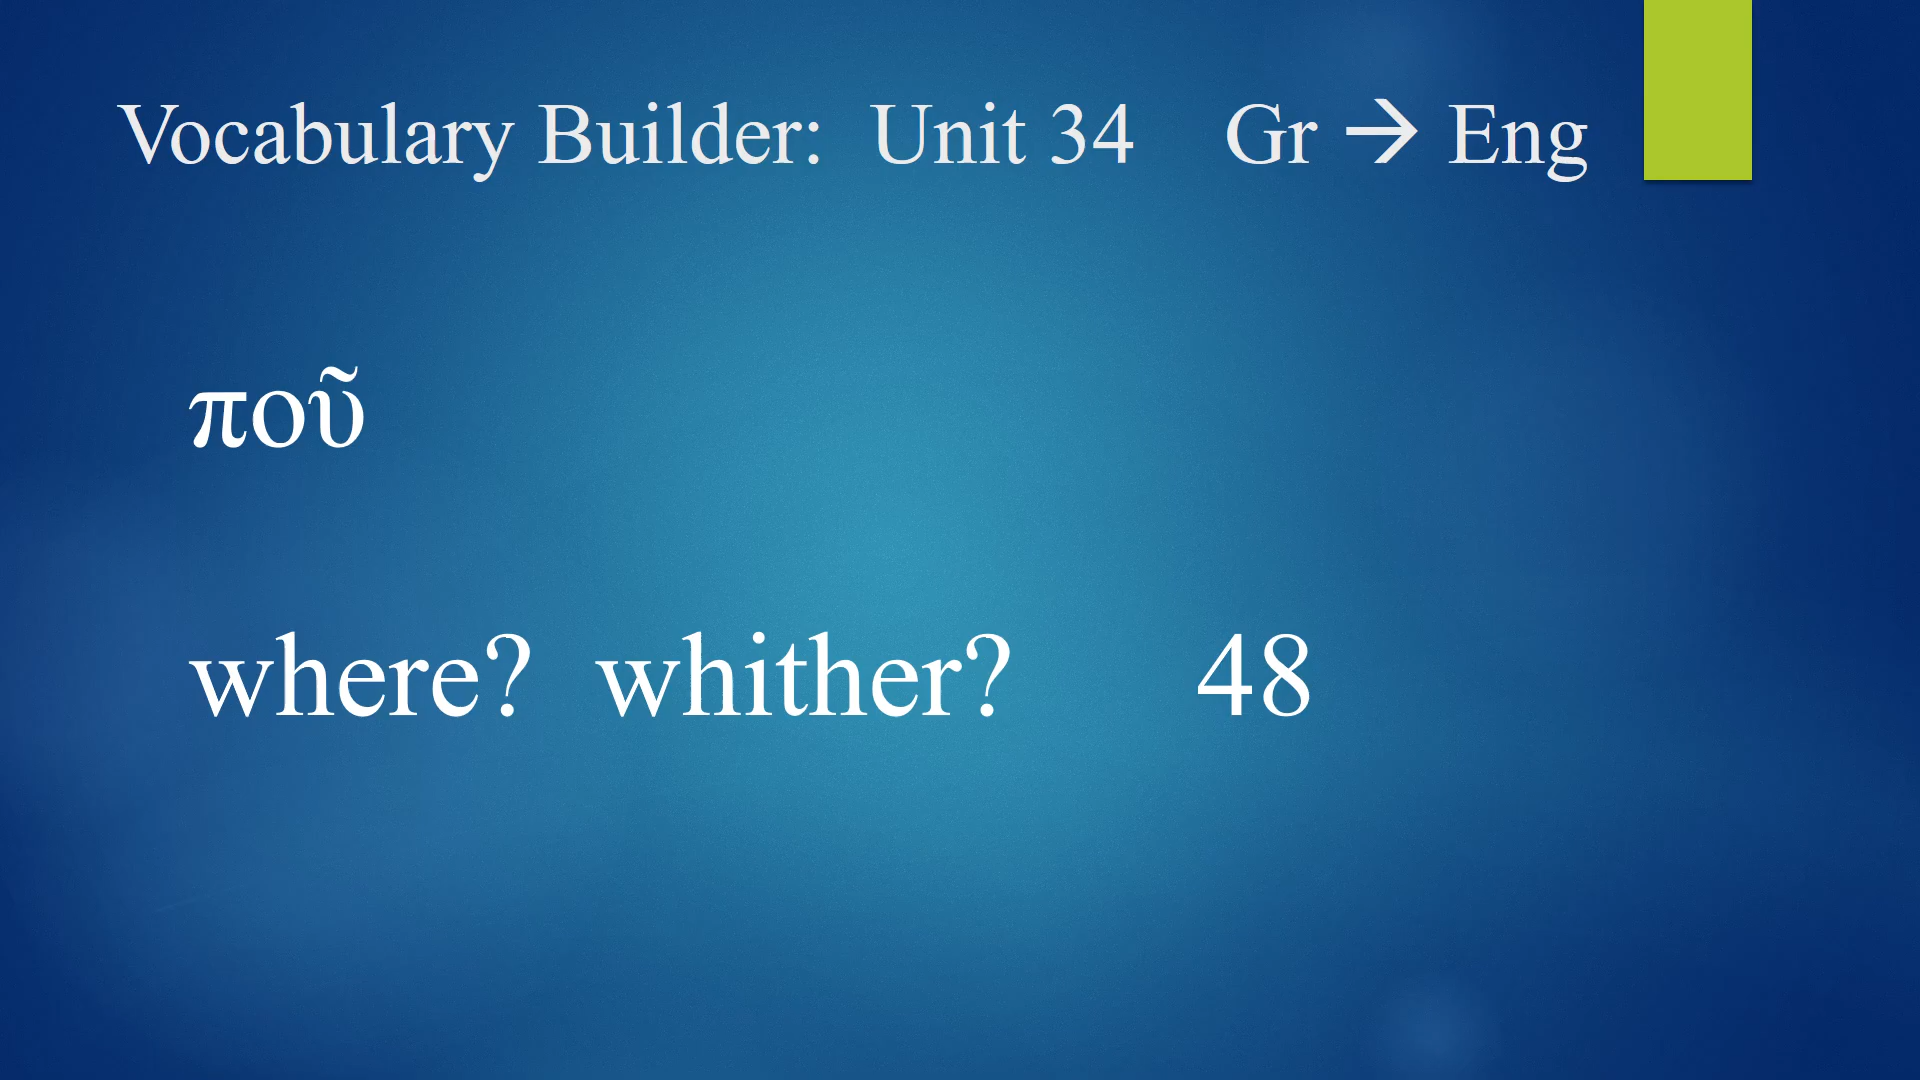 Vocabulary Builder: Unit 34 Gr → Eng
ποῦ
where? whither? 48